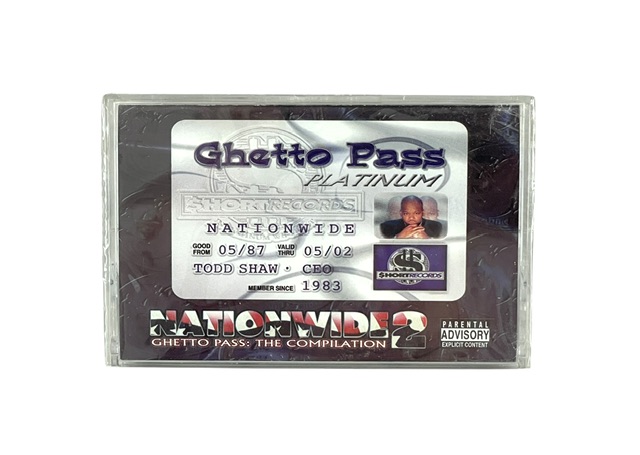 Ghetto Pass
PLATINUM
$HORTRECORDS
NATIONWIDE
GOOD FROM 05/87 VALID THRU 05/02
TODD SHAW · CEO
$HORTRECORDS
MEMBER SINCE 1983
NATIONWIDE 2
GHETTO PASS: THE COMPILATION
PARENTAL
ADVISORY
EXPLICIT CONTENT